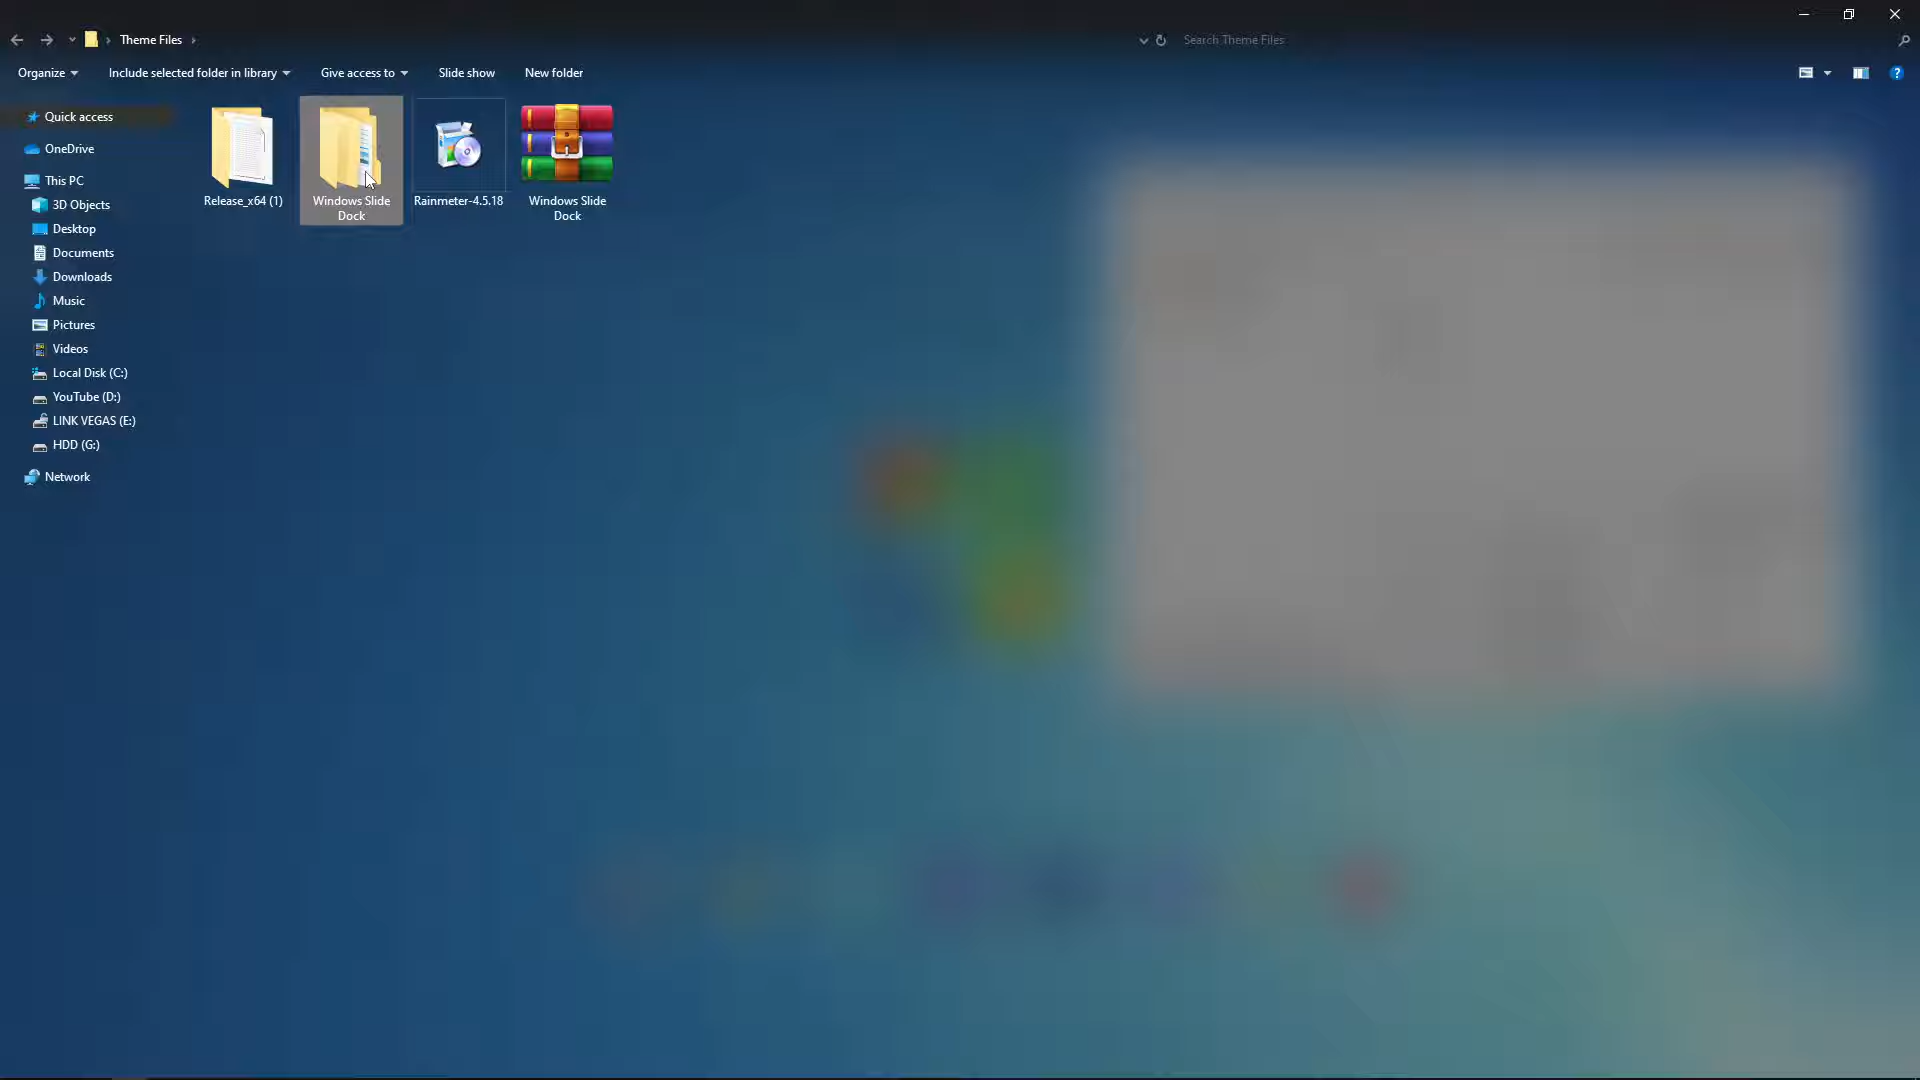 Theme Files
Search Theme Files
Organize
Include selected folder in library
Give access to
Slide show
New folder
Quick access
OneDrive
This PC
3D Objects
Desktop
Documents
Downloads
Music
Pictures
Videos
Local Disk (C:)
YouTube (D:)
LINK VEGAS (E:)
HDD (G:)
Network
Release_x64 (1)
Windows Slide
Dock
Rainmeter-4.5.18
Windows Slide
Dock